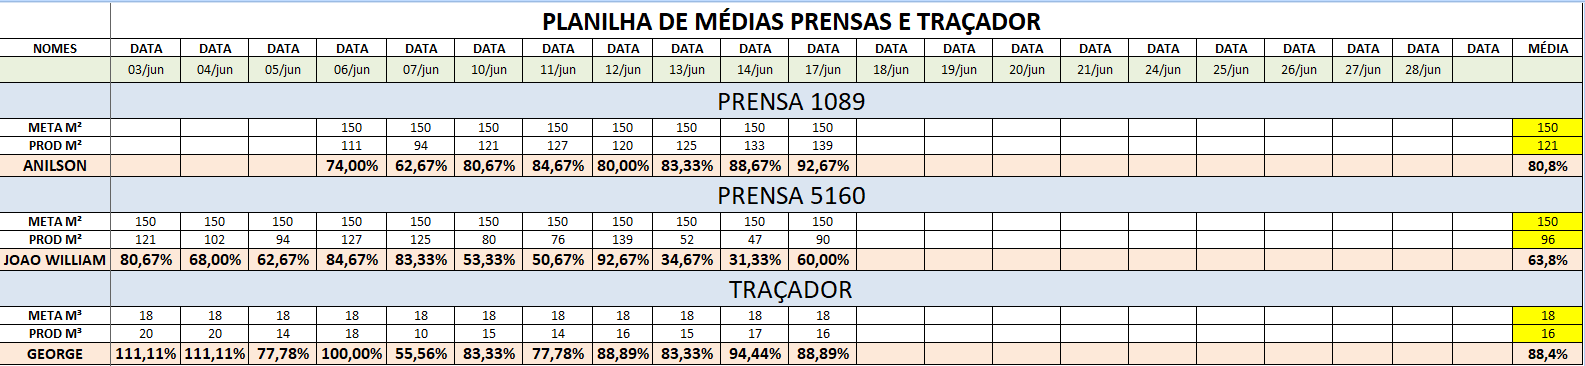 PLANILHA DE MÉDIAS PRENSAS E TRAÇADOR
NOMES DATA DATA DATA DATA DATA DATA DATA DATA DATA DATA DATA DATA DATA DATA DATA DATA DATA DATA DATA DATA DATA MÉDIA
03/jun 04/jun 05/jun 06/jun 07/jun 10/jun 11/jun 12/jun 13/jun 14/jun 17/jun 18/jun 19/jun 20/jun 21/jun 24/jun 25/jun 26/jun 27/jun 28/jun
PRENSA 1089
META M² 150 150 150 150 150 150 150 150 150
PROD M² 111 94 121 127 120 125 133 139 121
ANILSON 74,00% 62,67% 80,67% 84,67% 80,00% 83,33% 88,67% 92,67% 80,8%
PRENSA 5160
META M² 150 150 150 150 150 150 150 150 150 150 150 150
PROD M² 121 102 94 127 125 80 76 139 52 47 90 96
JOAO WILLIAM 80,67% 68,00% 62,67% 84,67% 83,33% 53,33% 50,67% 92,67% 34,67% 31,33% 60,00% 63,8%
TRAÇADOR
META M³ 18 18 18 18 18 18 18 18 18 18 18 18
PROD M³ 20 20 14 18 10 15 14 16 15 17 16 16
GEORGE 111,11% 111,11% 77,78% 100,00% 55,56% 83,33% 77,78% 88,89% 83,33% 94,44% 88,89% 88,4%